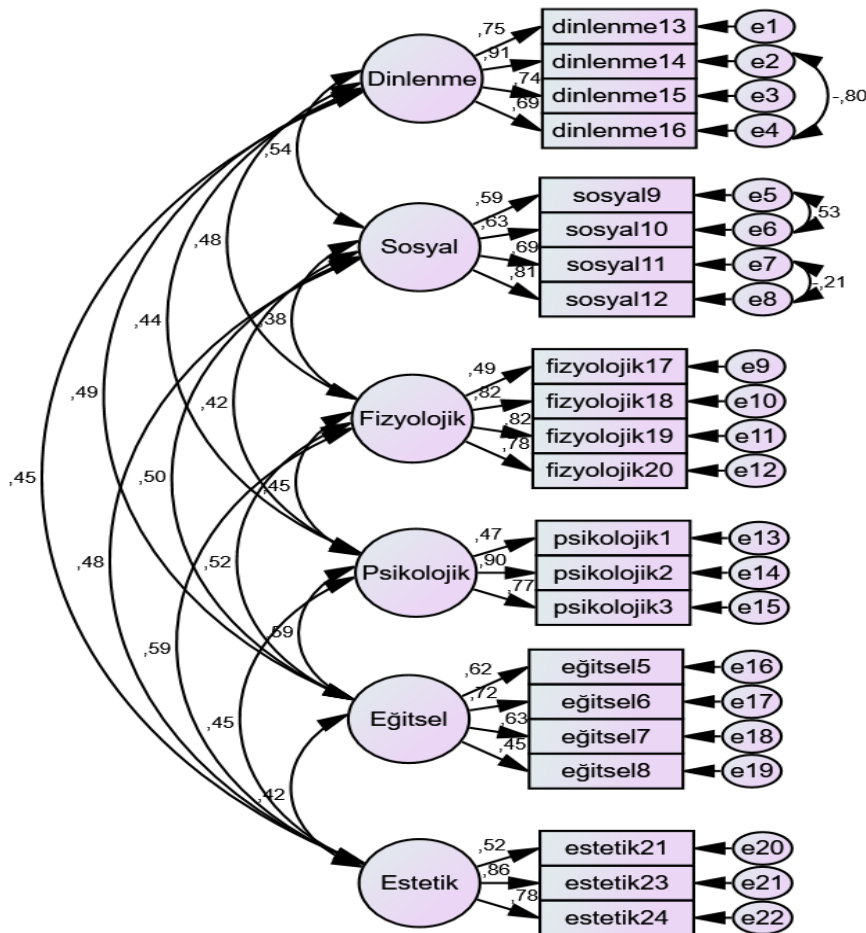 ,75 dinlenme13 e1
,91 dinlenme14 e2
Dinlenme ,74 dinlenme15 e3 -,80
,69 dinlenme16 e4
,54
,59 sosyal9 e5
,63 sosyal10 e6 ,53
,48 Sosyal ,69 sosyal11 e7
,81 sosyal12 e8 -,21
,44 ,38
,49 fizyolojik17 e9
,49 ,42 ,82 fizyolojik18 e10
Fizyolojik ,82 fizyolojik19 e11
,78 fizyolojik20 e12
,45 ,50 ,45
,47 psikolojik1 e13
,48 ,52 ,90 psikolojik2 e14
Psikolojik ,77 psikolojik3 e15
,59 ,59
,62 eğitsel5 e16
,72 eğitsel6 e17
,45 Eğitsel ,63 eğitsel7 e18
,45 eğitsel8 e19
,42
,52 estetik21 e20
Estetik ,86 estetik23 e21
,78 estetik24 e22